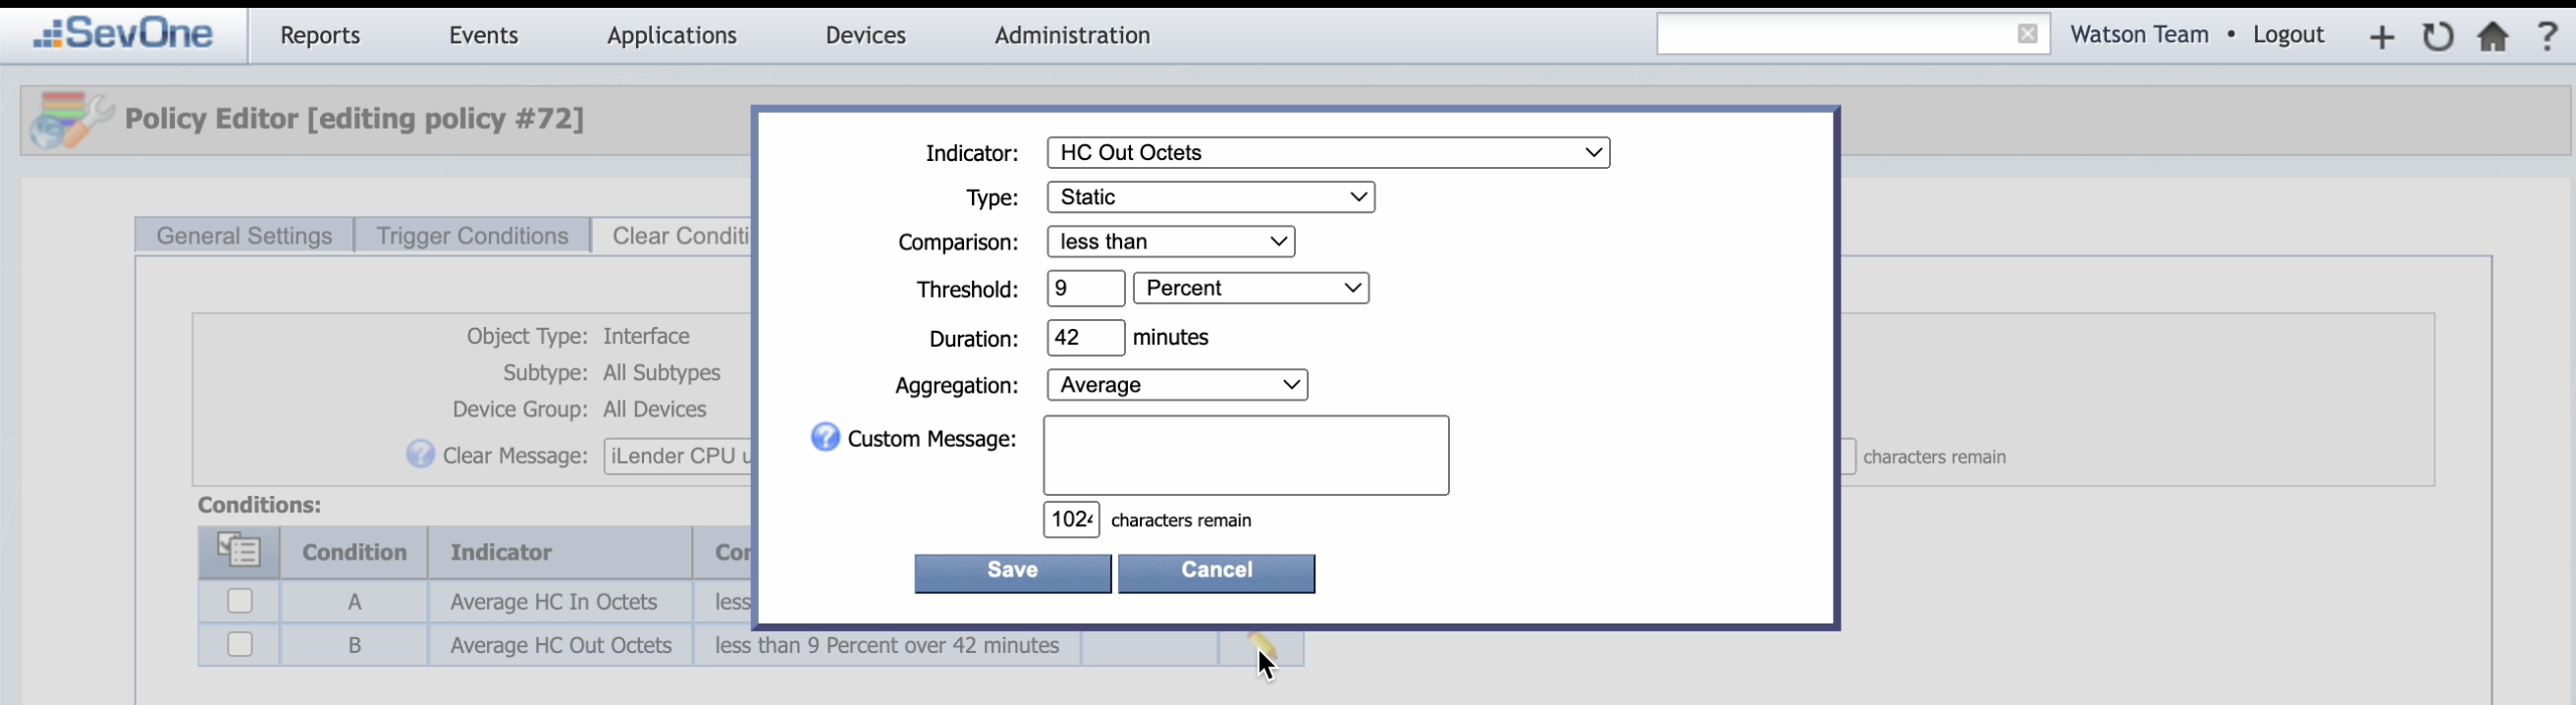 SevOne Reports Events Applications Devices Administration Watson Team • Logout
Policy Editor [editing policy #72]
Indicator: HC Out Octets
Type: Static
Comparison: less than
Threshold: 9 Percent
Duration: 42 minutes
Aggregation: Average
Custom Message:
1024 characters remain
Save Cancel
General Settings Trigger Conditions Clear Conditi
Object Type: Interface
Subtype: All Subtypes
Device Group: All Devices
Clear Message: iLender CPU u characters remain
Conditions:
Condition Indicator Con
A Average HC In Octets less
B Average HC Out Octets less than 9 Percent over 42 minutes